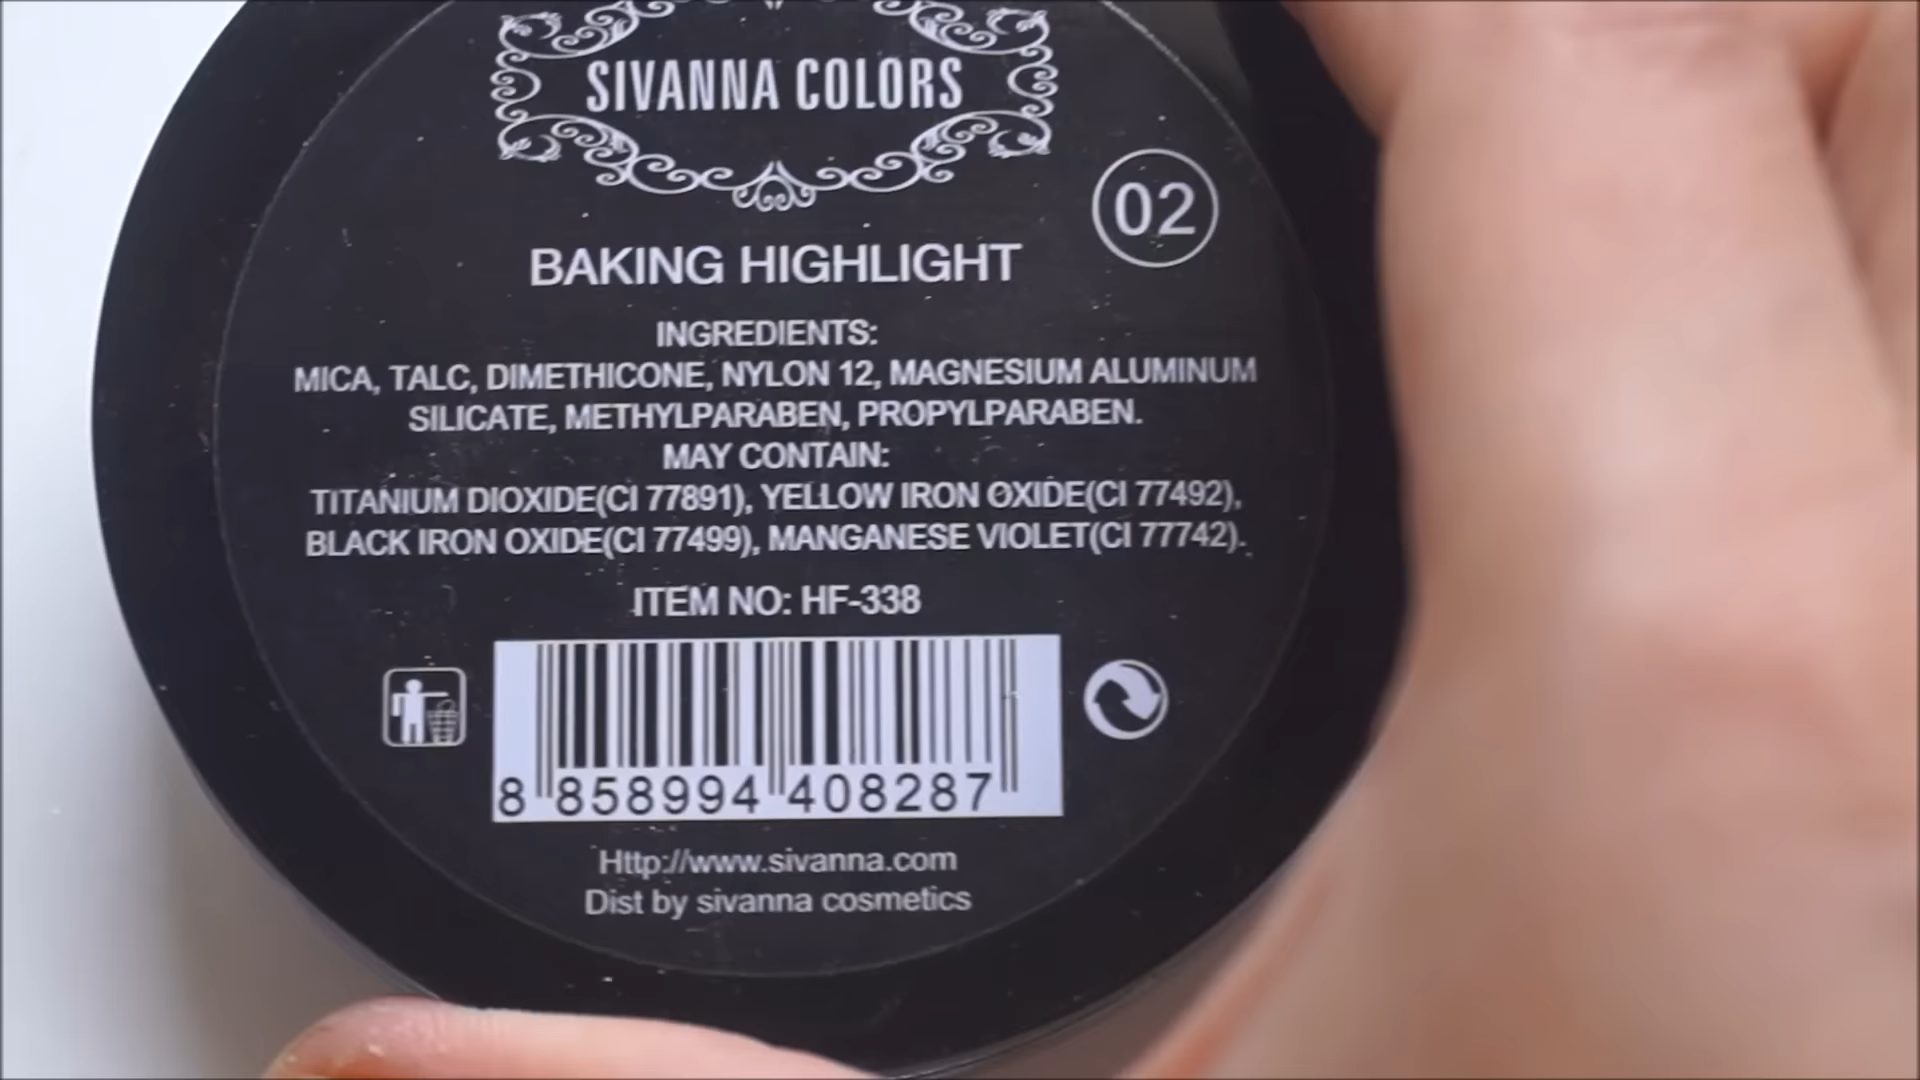 SIVANNA COLORS
02
BAKING HIGHLIGHT
INGREDIENTS:
MICA, TALC, DIMETHICONE, NYLON 12, MAGNESIUM ALUMINUM
SILICATE, METHYLPARABEN, PROPYLPARABEN.
MAY CONTAIN:
TITANIUM DIOXIDE(CI 77891), YELLOW IRON OXIDE(CI 77492),
BLACK IRON OXIDE(CI 77499), MANGANESE VIOLET(CI 77742).
ITEM NO: HF-338
8 858994 408287
Http://www.sivanna.com
Dist by sivanna cosmetics